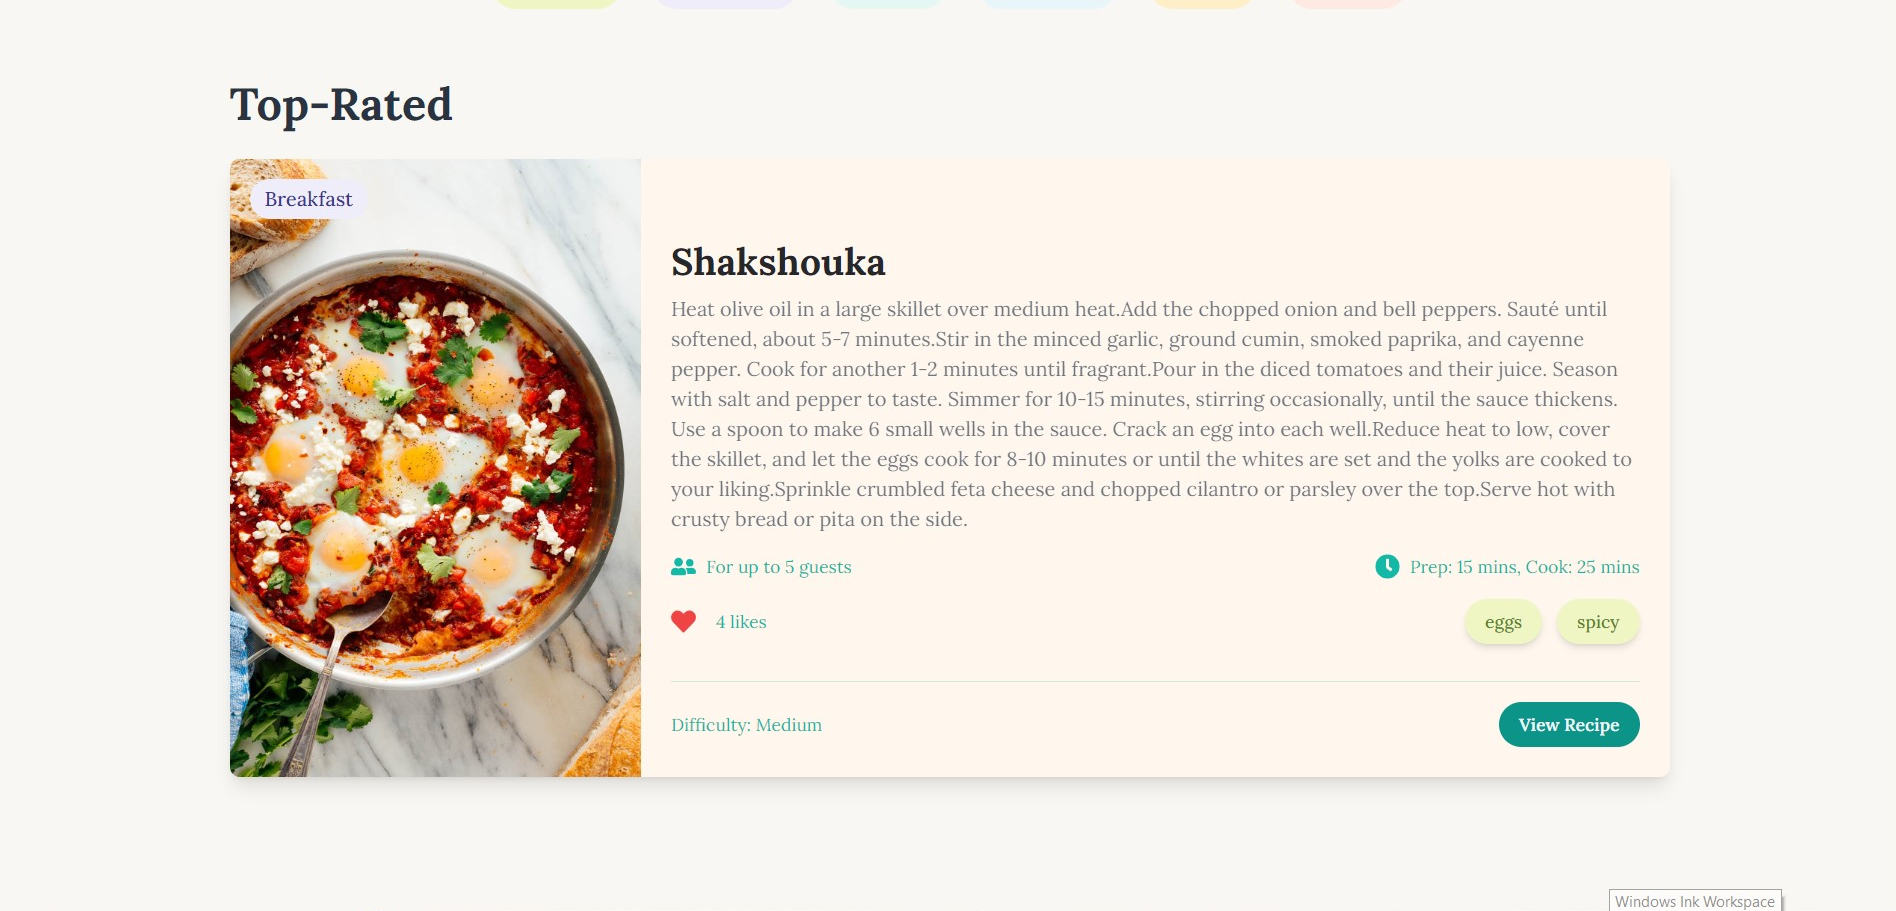 Top-Rated
Breakfast
Shakshouka
Heat olive oil in a large skillet over medium heat.Add the chopped onion and bell peppers. Sauté until
softened, about 5-7 minutes.Stir in the minced garlic, ground cumin, smoked paprika, and cayenne
pepper. Cook for another 1-2 minutes until fragrant.Pour in the diced tomatoes and their juice. Season
with salt and pepper to taste. Simmer for 10-15 minutes, stirring occasionally, until the sauce thickens.
Use a spoon to make 6 small wells in the sauce. Crack an egg into each well.Reduce heat to low, cover
the skillet, and let the eggs cook for 8-10 minutes or until the whites are set and the yolks are cooked to
your liking.Sprinkle crumbled feta cheese and chopped cilantro or parsley over the top.Serve hot with
crusty bread or pita on the side.
For up to 5 guests
Prep: 15 mins, Cook: 25 mins
4 likes
eggs
spicy
Difficulty: Medium
View Recipe
Windows Ink Workspace